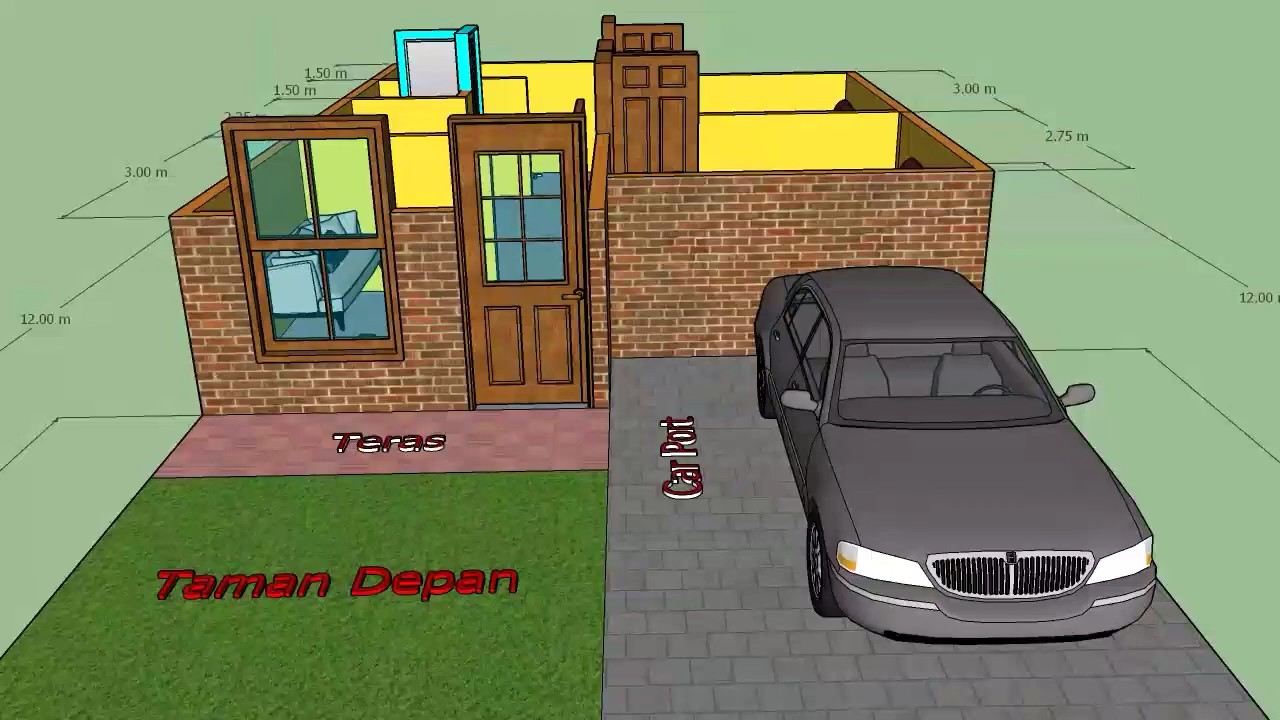 1.50 m
1.50 m
3.00 m
2.75 m
3.00 m
12.00 m
12.00
Teras
Car Port
Taman Depan